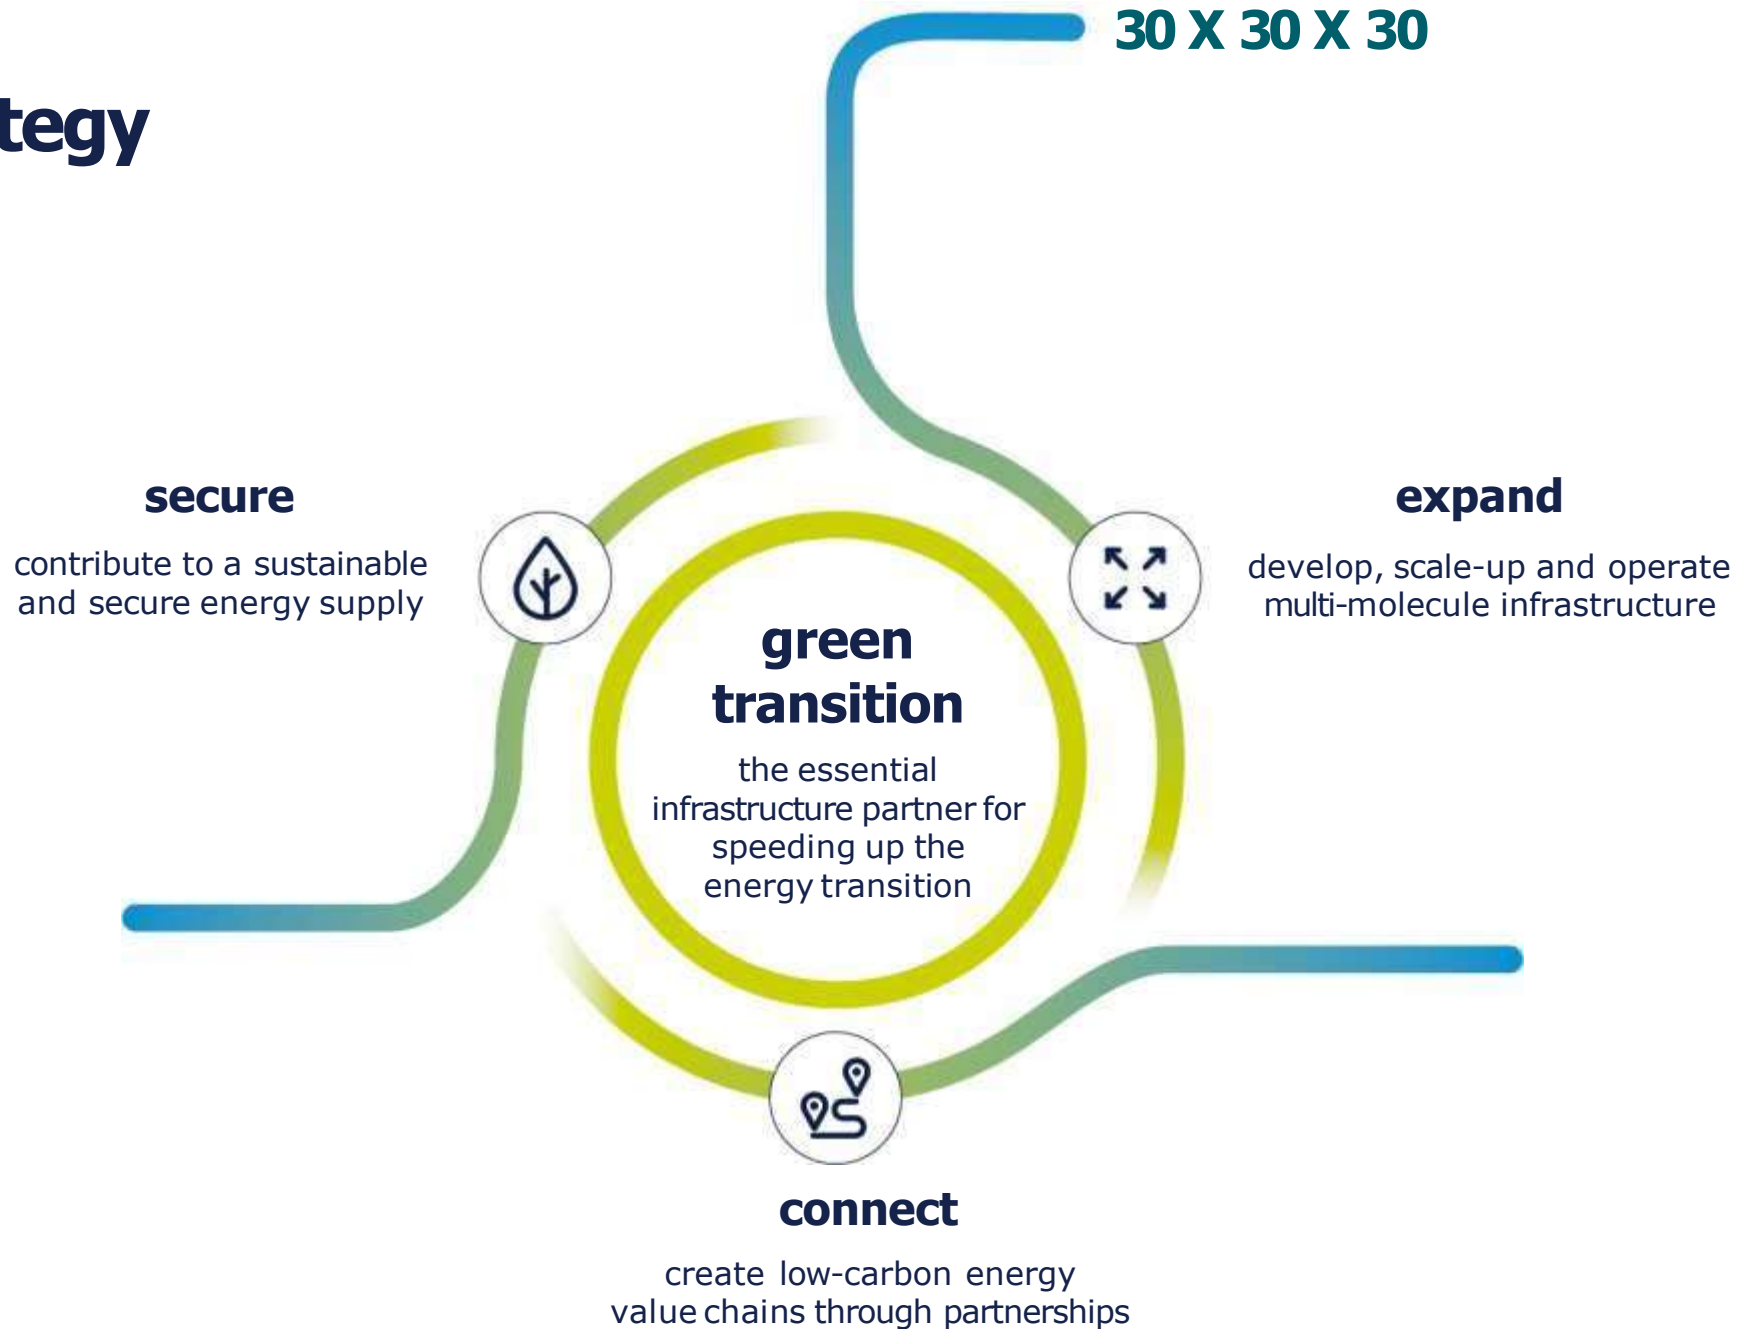 30 X 30 X 30
tegy
secure
contribute to a sustainable
and secure energy supply
expand
develop, scale-up and operate
multi-molecule infrastructure
green
transition
the essential
infrastructure partner for
speeding up the
energy transition
connect
create low-carbon energy
value chains through partnerships